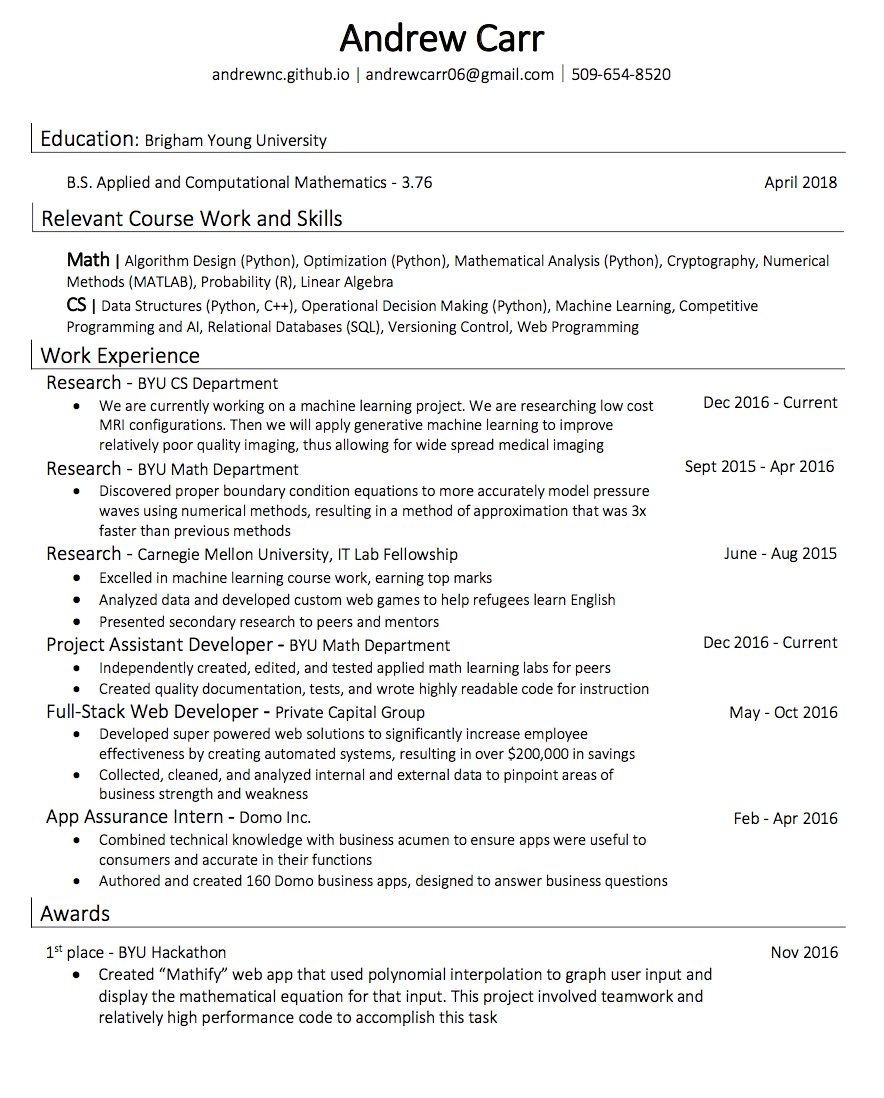 Andrew Carr
andrewnc.github.io | andrewcarr06@gmail.com | 509-654-8520
Education: Brigham Young University
B.S. Applied and Computational Mathematics - 3.76 April 2018
Relevant Course Work and Skills
Math | Algorithm Design (Python), Optimization (Python), Mathematical Analysis (Python), Cryptography, Numerical
Methods (MATLAB), Probability (R), Linear Algebra
CS | Data Structures (Python, C++), Operational Decision Making (Python), Machine Learning, Competitive
Programming and AI, Relational Databases (SQL), Versioning Control, Web Programming
Work Experience
Research - BYU CS Department
• We are currently working on a machine learning project. We are researching low cost Dec 2016 - Current
MRI configurations. Then we will apply generative machine learning to improve
relatively poor quality imaging, thus allowing for wide spread medical imaging
Research - BYU Math Department Sept 2015 - Apr 2016
• Discovered proper boundary condition equations to more accurately model pressure
waves using numerical methods, resulting in a method of approximation that was 3x
faster than previous methods
Research - Carnegie Mellon University, IT Lab Fellowship June - Aug 2015
• Excelled in machine learning course work, earning top marks
• Analyzed data and developed custom web games to help refugees learn English
• Presented secondary research to peers and mentors
Project Assistant Developer - BYU Math Department Dec 2016 - Current
• Independently created, edited, and tested applied math learning labs for peers
• Created quality documentation, tests, and wrote highly readable code for instruction
Full-Stack Web Developer - Private Capital Group May - Oct 2016
• Developed super powered web solutions to significantly increase employee
effectiveness by creating automated systems, resulting in over $200,000 in savings
• Collected, cleaned, and analyzed internal and external data to pinpoint areas of
business strength and weakness
App Assurance Intern - Domo Inc. Feb - Apr 2016
• Combined technical knowledge with business acumen to ensure apps were useful to
consumers and accurate in their functions
• Authored and created 160 Domo business apps, designed to answer business questions
Awards
1st place - BYU Hackathon Nov 2016
• Created “Mathify” web app that used polynomial interpolation to graph user input and
display the mathematical equation for that input. This project involved teamwork and
relatively high performance code to accomplish this task